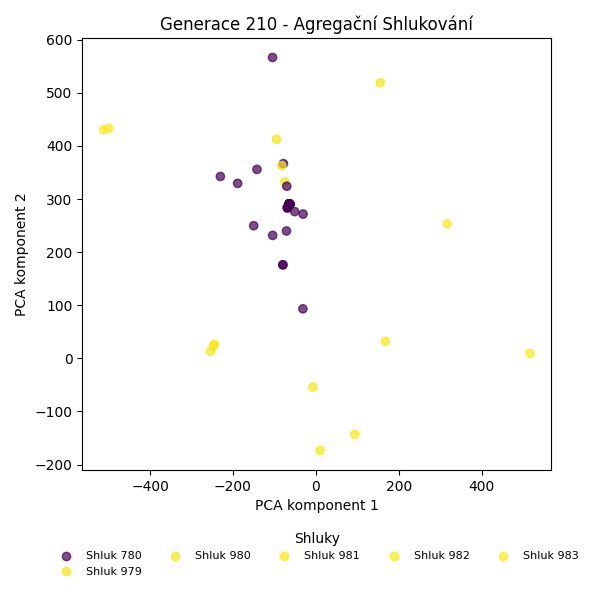 Generace 210 - Agregační Shlukování
600
500
400
300
200
100
0
−100
−200
PCA komponent 2
−400 −200 0 200 400
PCA komponent 1
Shluky
Shluk 780 Shluk 980 Shluk 981 Shluk 982 Shluk 983
Shluk 979